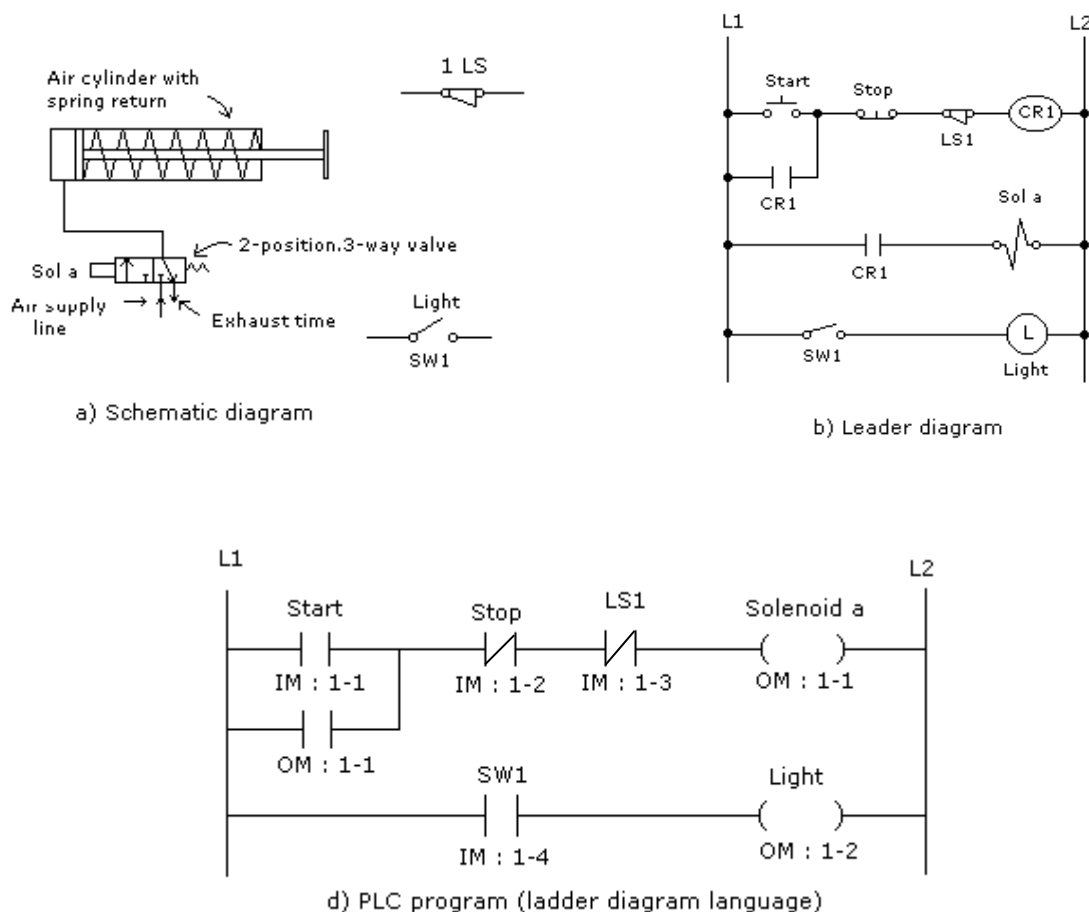 Air cylinder with
spring return
1 LS
Sol a
2-position.3-way valve
Air supply
line
Exhaust time
Light
SW1
a) Schematic diagram
L1
L2
Start
Stop
LS1
CR1
CR1
Sol a
CR1
SW1
L
Light
b) Leader diagram
L1
L2
Start
Stop
LS1
Solenoid a
IM : 1-1
IM : 1-2
IM : 1-3
OM : 1-1
OM : 1-1
SW1
Light
IM : 1-4
OM : 1-2
d) PLC program (ladder diagram language)